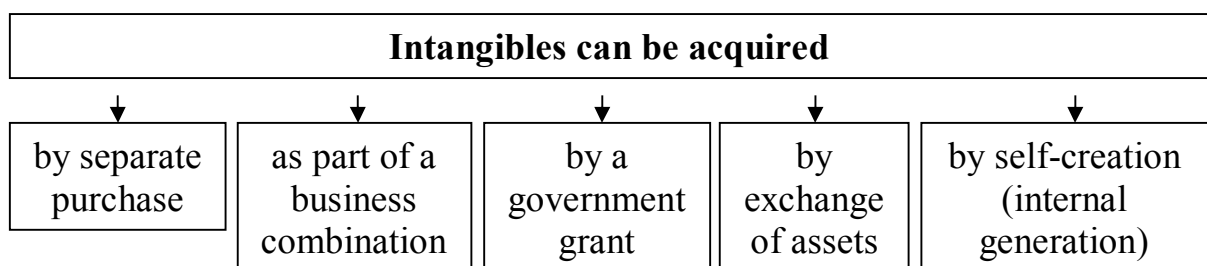 Intangibles can be acquired
by separate
purchase
as part of a
business
combination
by a
government
grant
by
exchange
of assets
by self-creation
(internal
generation)